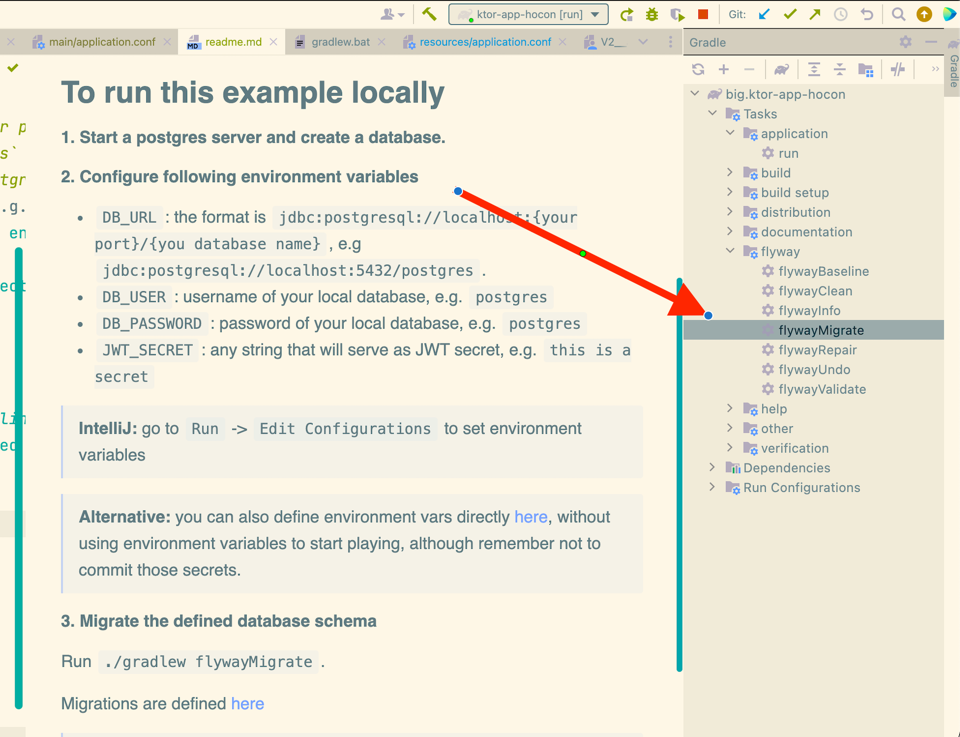 ktor-app-hocon [run]
Git:
main/application.conf
readme.md
gradlew.bat
resources/application.conf
V2__
Gradle
To run this example locally
1. Start a postgres server and create a database.
2. Configure following environment variables
• DB_URL : the format is jdbc:postgresql://localhost:{your
port}/{you database name} , e.g
jdbc:postgresql://localhost:5432/postgres .
• DB_USER : username of your local database, e.g. postgres
• DB_PASSWORD : password of your local database, e.g. postgres
• JWT_SECRET : any string that will serve as JWT secret, e.g. this is a
secret
IntelliJ: go to Run -> Edit Configurations to set environment
variables
Alternative: you can also define environment vars directly here, without
using environment variables to start playing, although remember not to
commit those secrets.
3. Migrate the defined database schema
Run ./gradlew flywayMigrate .
Migrations are defined here
big.ktor-app-hocon
Tasks
application
run
build
build setup
distribution
documentation
flyway
flywayBaseline
flywayClean
flywayInfo
flywayMigrate
flywayRepair
flywayUndo
flywayValidate
help
other
verification
Dependencies
Run Configurations
Gradle